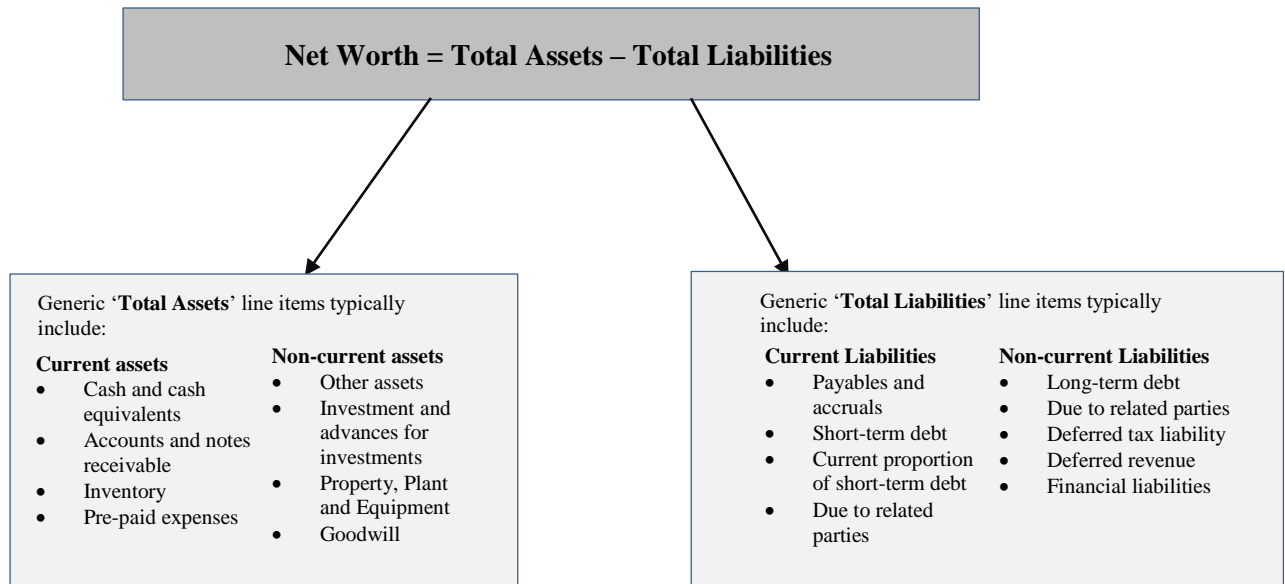 Net Worth = Total Assets – Total Liabilities
Generic ‘Total Assets’ line items typically
include:
Current assets
• Cash and cash
equivalents
• Accounts and notes
receivable
• Inventory
• Pre-paid expenses
Non-current assets
• Other assets
• Investment and
advances for
investments
• Property, Plant
and Equipment
• Goodwill
Generic ‘Total Liabilities’ line items typically
include:
Current Liabilities
• Payables and
accruals
• Short-term debt
• Current proportion
of short-term debt
• Due to related
parties
Non-current Liabilities
• Long-term debt
• Due to related parties
• Deferred tax liability
• Deferred revenue
• Financial liabilities